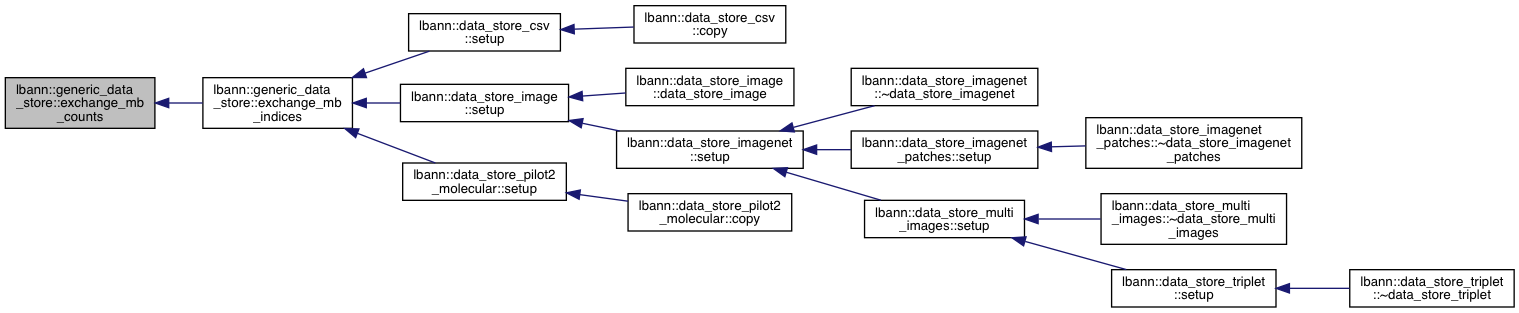 lbann::generic_data
_store::exchange_mb
_counts
lbann::generic_data
_store::exchange_mb
_indices
lbann::data_store_csv
::setup
lbann::data_store_csv
::copy
lbann::data_store_image
::setup
lbann::data_store_image
::data_store_image
lbann::data_store_imagenet
::setup
lbann::data_store_imagenet
::~data_store_imagenet
lbann::data_store_imagenet
_patches::setup
lbann::data_store_imagenet
_patches::~data_store_imagenet
_patches
lbann::data_store_multi
_images::setup
lbann::data_store_multi
_images::~data_store_multi
_images
lbann::data_store_triplet
::setup
lbann::data_store_triplet
::~data_store_triplet
lbann::data_store_pilot2
_molecular::setup
lbann::data_store_pilot2
_molecular::copy